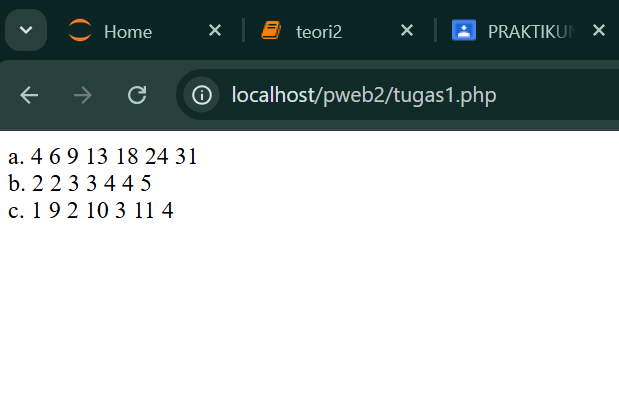 Home
teori2
PRAKTIKU
localhost/pweb2/tugas1.php
a. 4 6 9 13 18 24 31
b. 2 2 3 3 4 4 5
c. 1 9 2 10 3 11 4